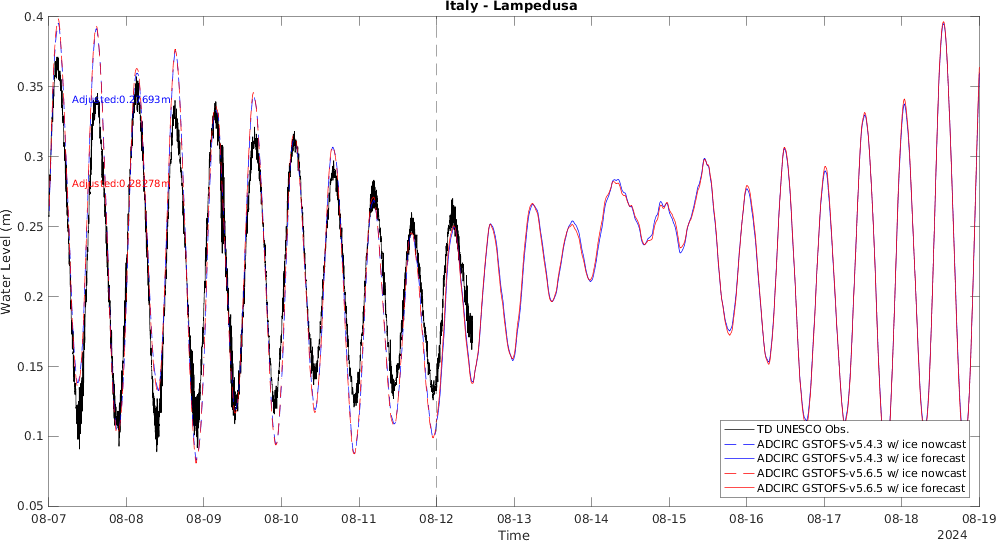 Italy - Lampedusa
0.4
0.35
0.3
0.25
0.2
0.15
0.1
0.05
Water Level (m)
Adjusted:0.28278m
TD UNESCO Obs.
ADCIRC GSTOFS-v5.4.3 w/ ice nowcast
ADCIRC GSTOFS-v5.4.3 w/ ice forecast
ADCIRC GSTOFS-v5.6.5 w/ ice nowcast
ADCIRC GSTOFS-v5.6.5 w/ ice forecast
08-07 08-08 08-09 08-10 08-11 08-12 08-13 08-14 08-15 08-16 08-17 08-18 08-19
Time
2024